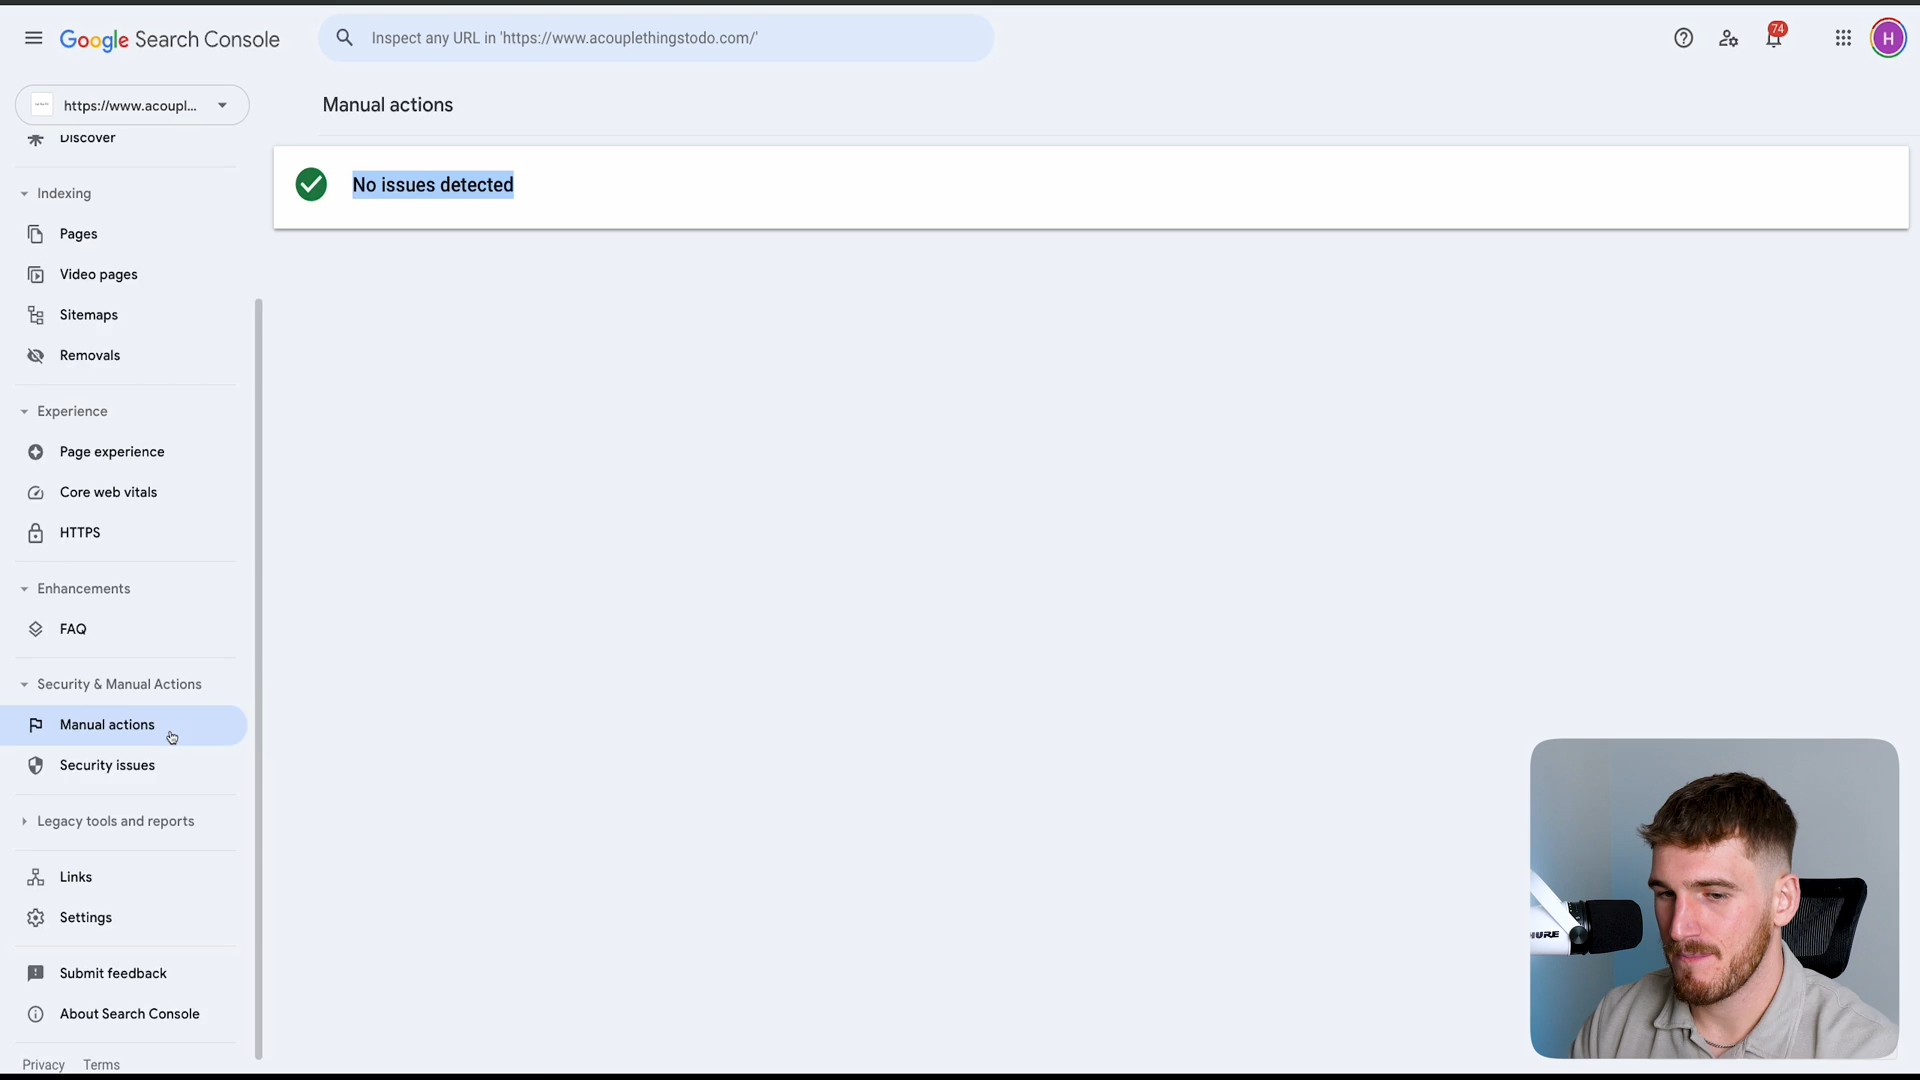 Google Search Console
Inspect any URL in 'https://www.acouplethingstodo.com/'
74
H
https://www.acoupl...
Manual actions
Discover
No issues detected
Indexing
Pages
Video pages
Sitemaps
Removals
Experience
Page experience
Core web vitals
HTTPS
Enhancements
FAQ
Security & Manual Actions
Manual actions
Security issues
Legacy tools and reports
Links
Settings
Submit feedback
About Search Console
Privacy Terms
HURE